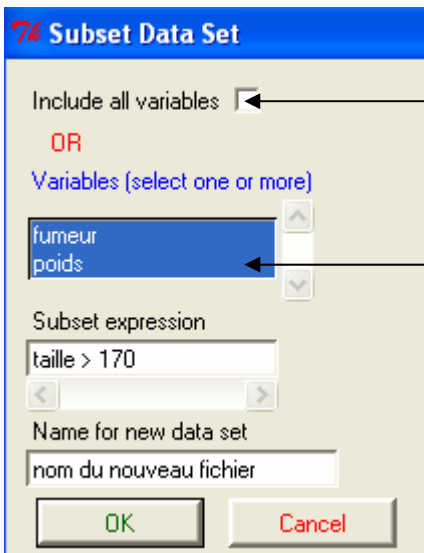 Subset Data Set
Include all variables
OR
Variables (select one or more)
fumeur
poids
Subset expression
taille > 170
Name for new data set
nom du nouveau fichier
OK Cancel